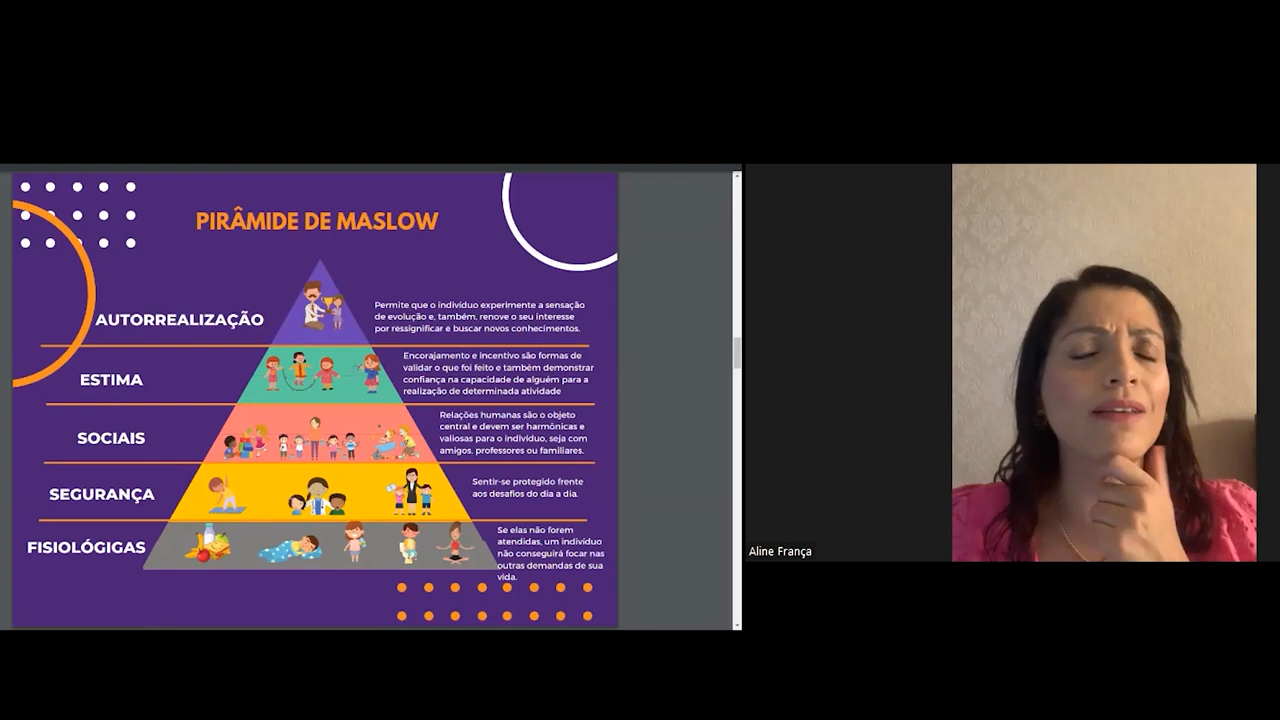 PIRÂMIDE DE MASLOW
AUTORREALIZAÇÃO
Permite que o indivíduo experimente a sensação
de evolução e, também, renove o seu interesse
por ressignificar e buscar novos conhecimentos.
ESTIMA
Encorajamento e incentivo são formas de
validar o que foi feito e também demonstrar
confiança na capacidade de alguém para a
realização de determinada atividade
SOCIAIS
Relações humanas são o objeto
central e devem ser harmônicas e
valiosas para o indivíduo, seja com
amigos, professores ou familiares.
SEGURANÇA
Sentir-se protegido frente
aos desafios do dia a dia.
FISIOLÓGIGAS
Se elas não forem
atendidas, um indivíduo
não conseguirá focar nas
outras demandas de sua
vida.
Aline França